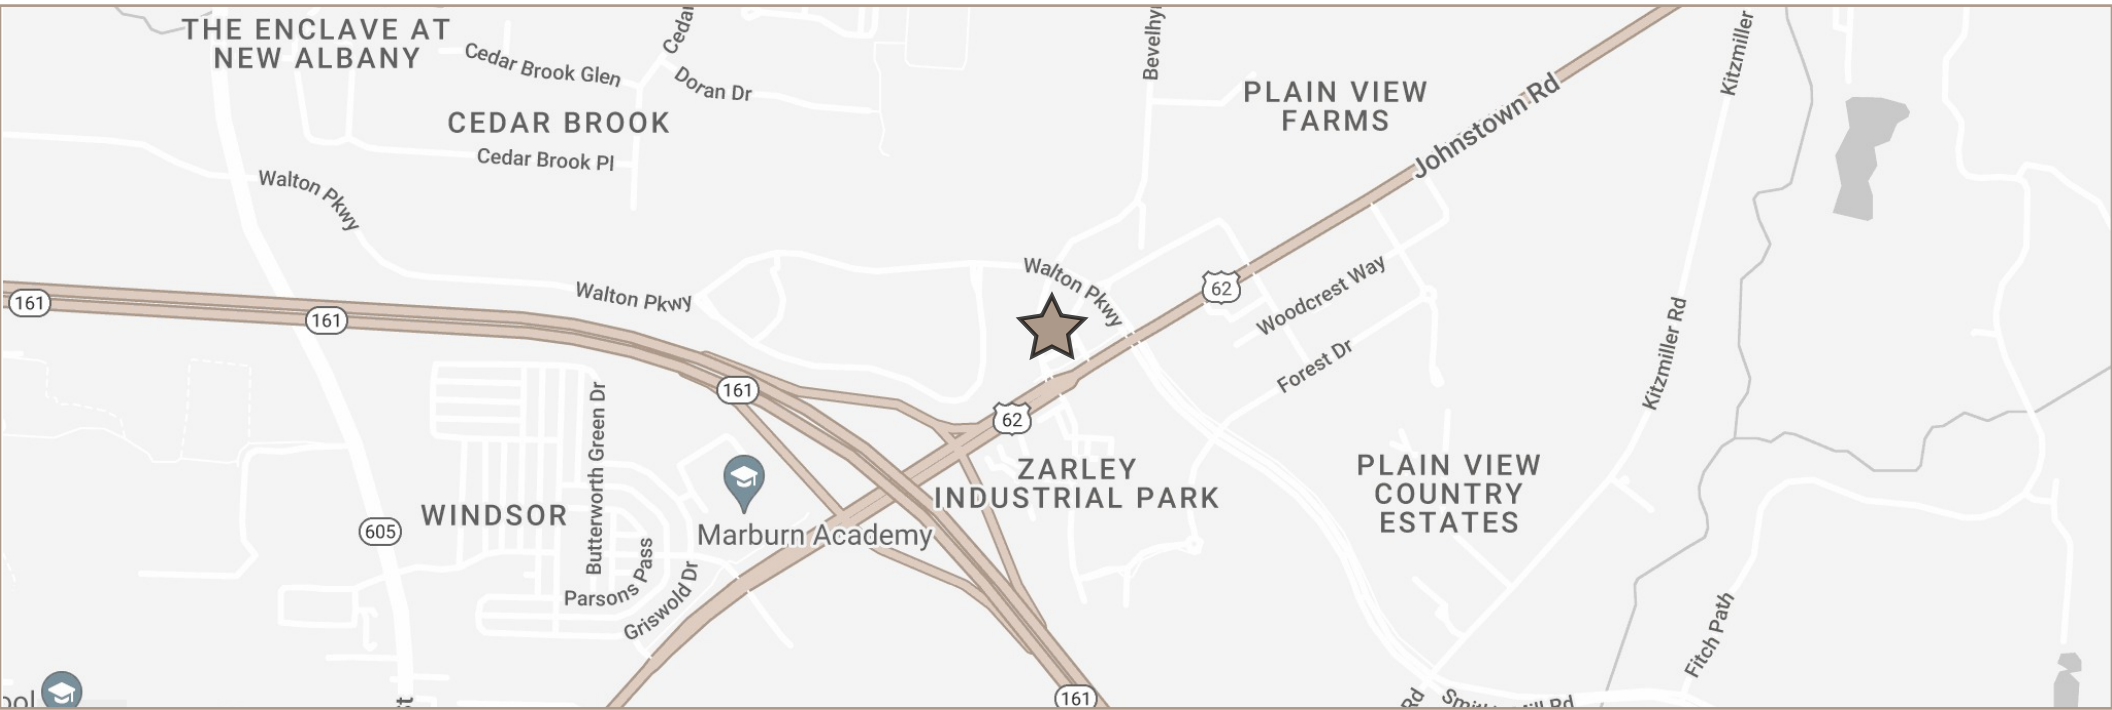 THE ENCLAVE AT
NEW ALBANY
Cedar Brook Glen
Doran Dr
CEDAR BROOK
Cedar Brook Pl
PLAIN VIEW
FARMS
Johnstown Rd
Kitzmiller
Walton Pkwy
Walton Pkwy
Walton Pkwy
161
161
161
62
62
Woodcrest Way
Forest Dr
Kitzmiller Rd
Butterworth Green Dr
WINDSOR
605
Parsons Pass
Griswold Dr
Marburn Academy
ZARLEY
INDUSTRIAL PARK
PLAIN VIEW
COUNTRY
ESTATES
Fitch Path
161
Rd